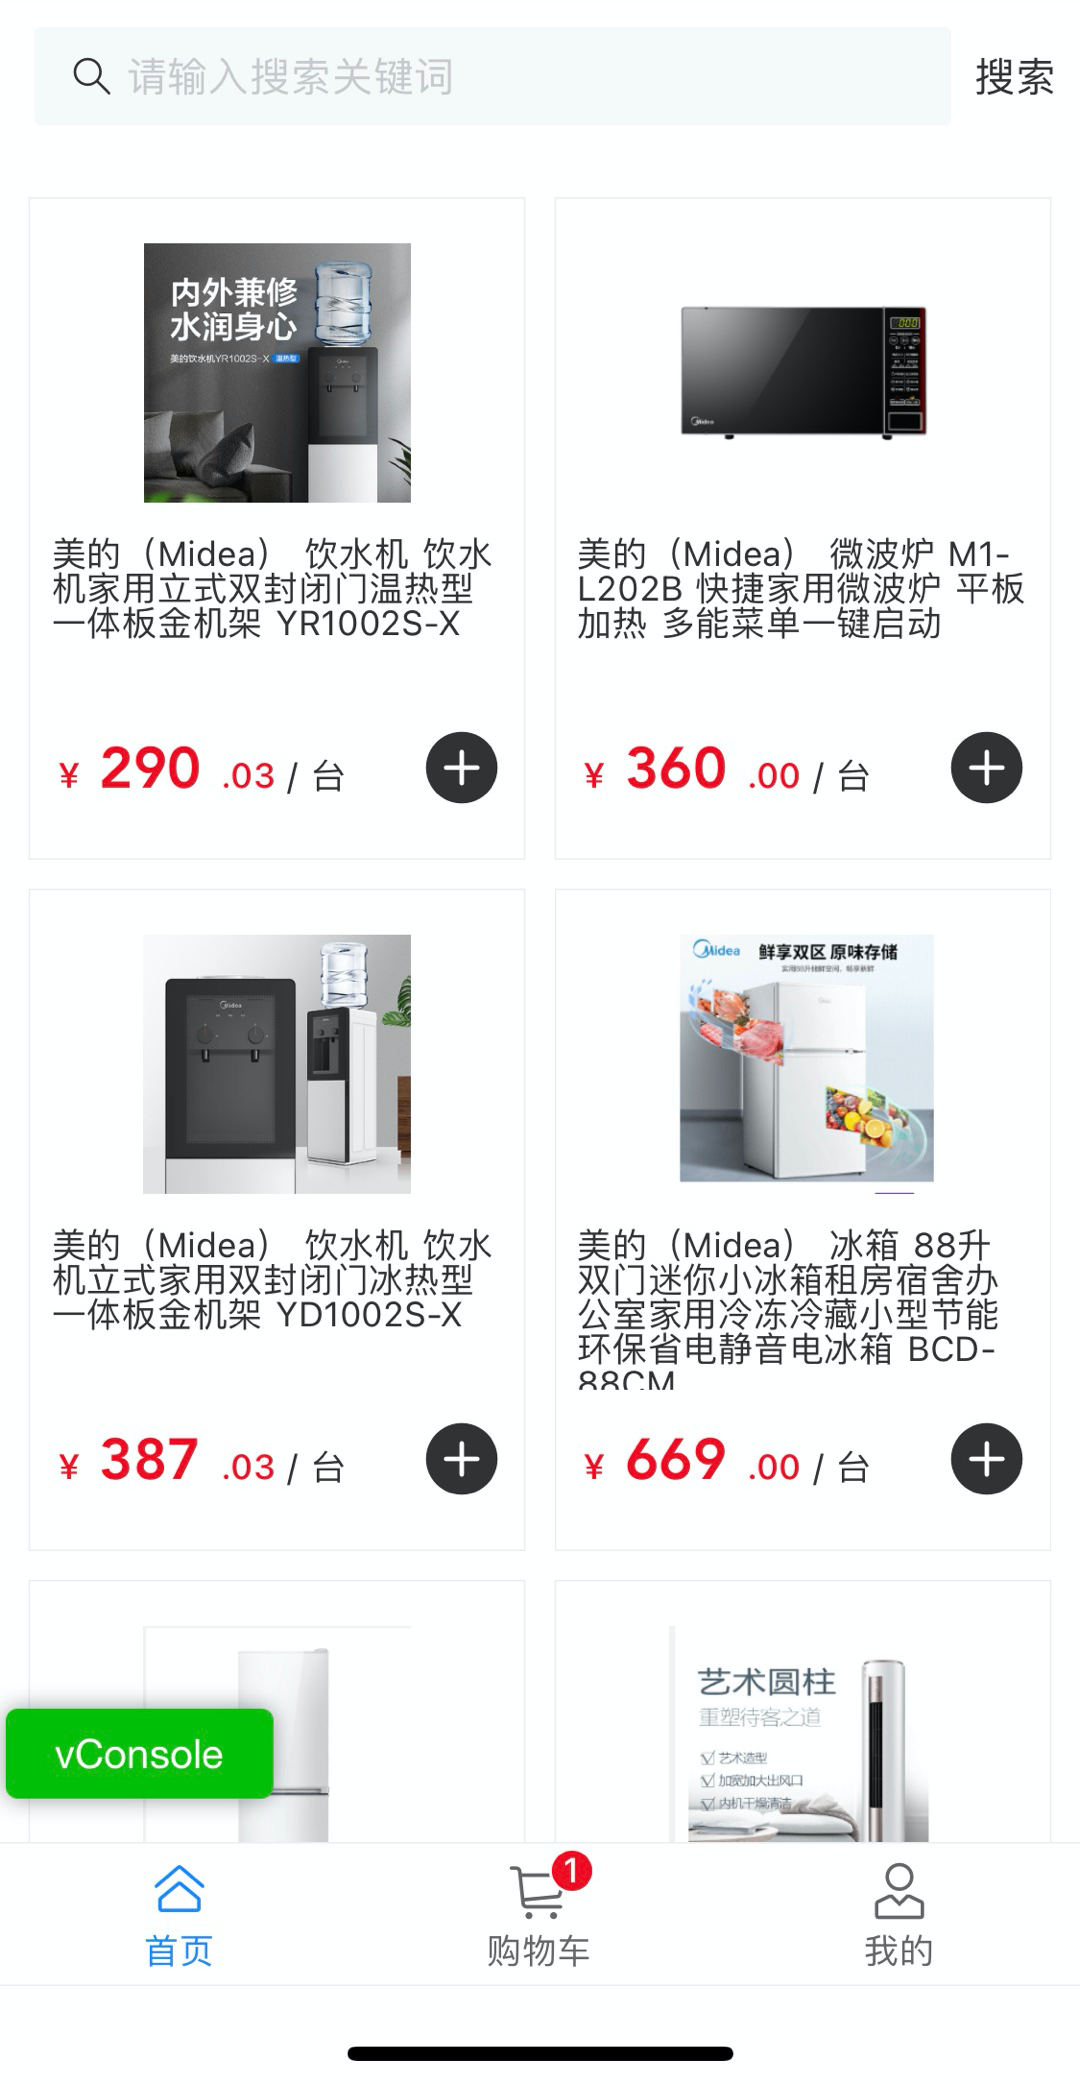 请输入搜索关键词
搜索
内外兼修
水润身心
美的饮水机YR1002S-X 温热型
Midea
美的（Midea） 饮水机 饮水
机家用立式双封闭门温热型
一体板金机架 YR1002S-X
¥ 290 .03 / 台
美的（Midea） 微波炉 M1-
L202B 快捷家用微波炉 平板
加热 多能菜单一键启动
¥ 360 .00 / 台
Midea
美的（Midea） 饮水机 饮水
机立式家用双封闭门冰热型
一体板金机架 YD1002S-X
¥ 387 .03 / 台
Midea 鲜享双区 原味存储
美的（Midea） 冰箱 88升
双门迷你小冰箱租房宿舍办
公室家用冷冻冷藏小型节能
环保省电静音电冰箱 BCD-
88CM
¥ 669 .00 / 台
艺术圆柱
重塑待客之道
艺术造型
加宽加大出风口
内机干燥清洁
vConsole
首页
1
购物车
我的